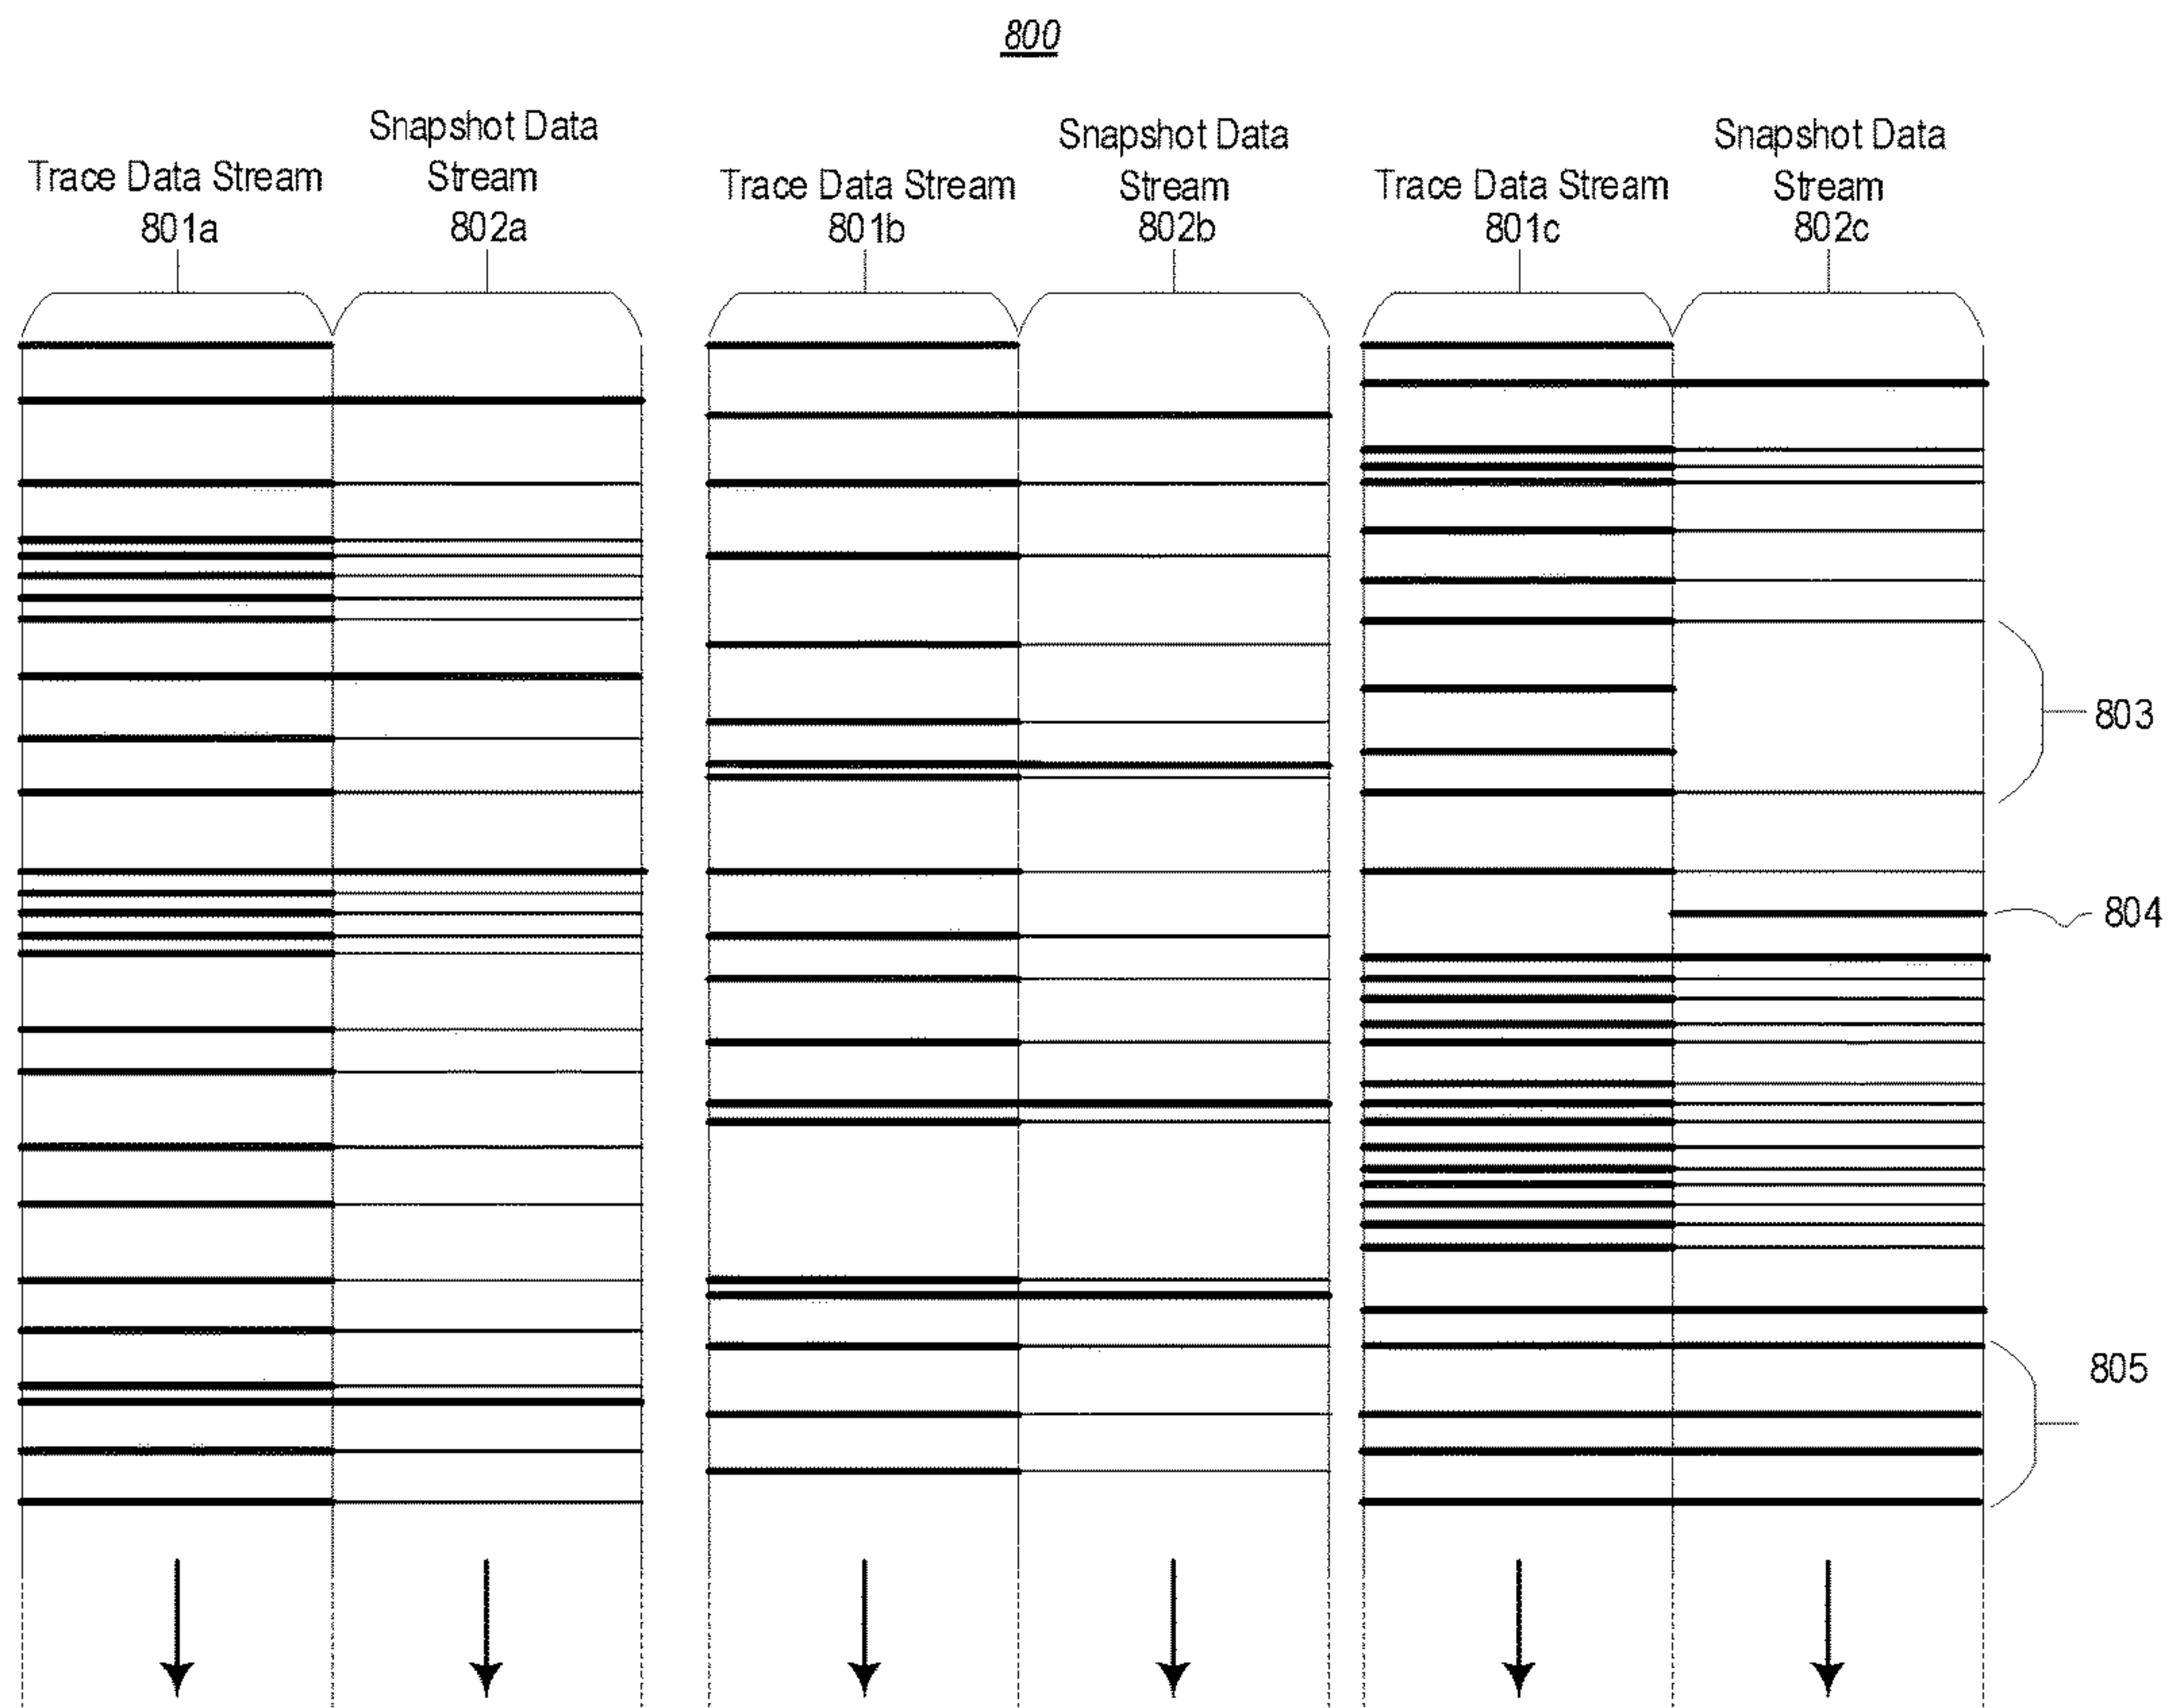 800
Trace Data Stream
801a
Snapshot Data
Stream
802a
Trace Data Stream
801b
Snapshot Data
Stream
802b
Trace Data Stream
801c
Snapshot Data
Stream
802c
803
804
805